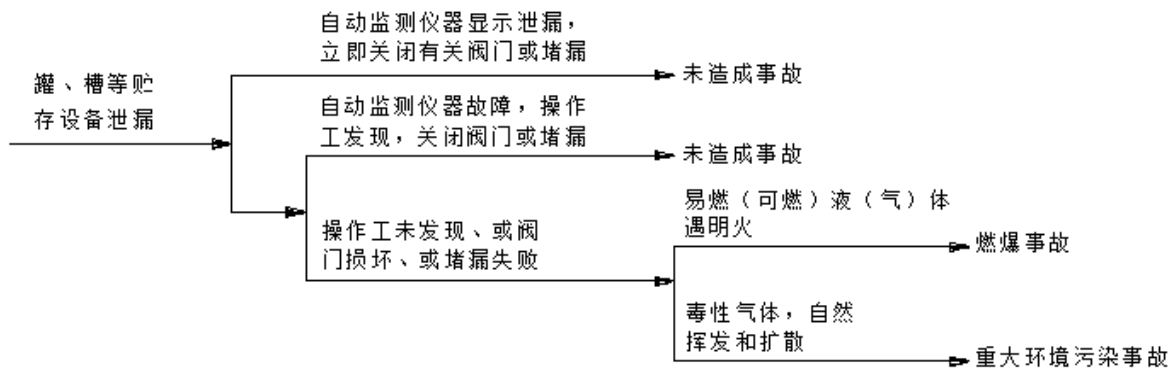 自动监测仪器显示泄漏，
立即关闭有关阀门或堵漏
未造成事故
罐、槽等贮
存设备泄漏
自动监测仪器故障，操作
工发现，关闭阀门或堵漏
未造成事故
易燃（可燃）液（气）体
遇明火
燃爆事故
操作工未发现、或阀
门损坏、或堵漏失败
毒性气体，自然
挥发和扩散
重大环境污染事故